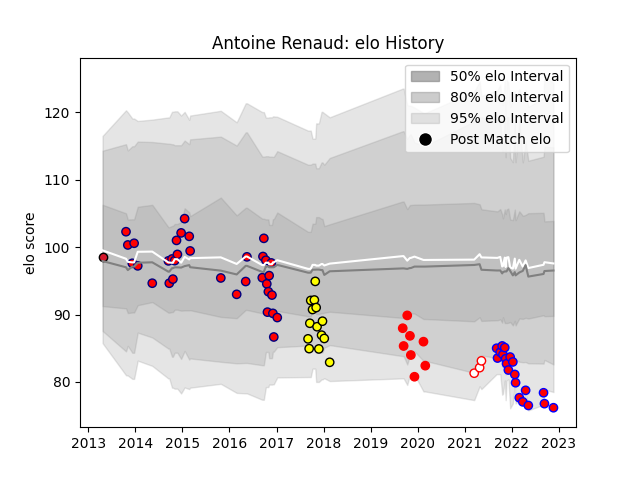 Antoine Renaud: elo History
50% elo Interval
80% elo Interval
95% elo Interval
Post Match elo
elo score
120
110
100
90
80
2013 2014 2015 2016 2017 2018 2019 2020 2021 2022 2023